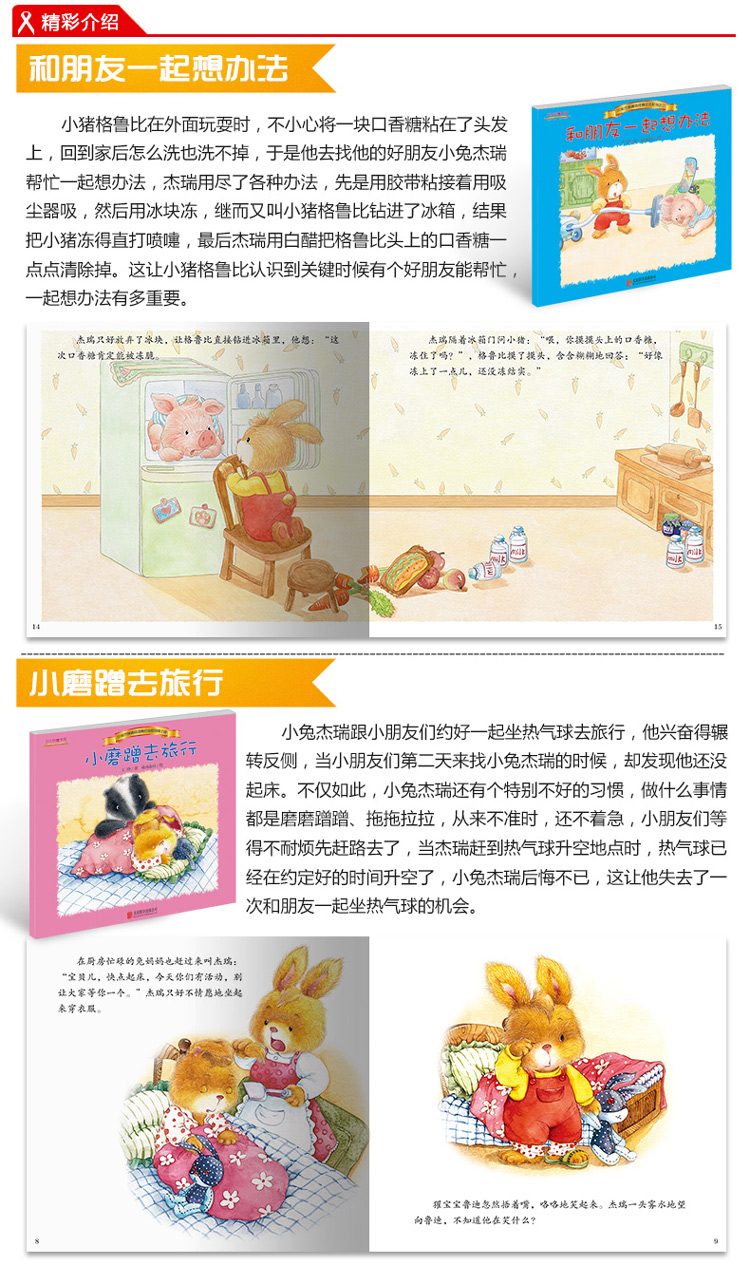 精彩介绍
和朋友一起想办法
小猪格鲁比在外面玩耍时，不小心将一块口香糖粘在了头发
上，回到家后怎么洗也洗不掉，于是他去找他的好朋友小兔杰瑞
帮忙一起想办法，杰瑞用尽了各种办法，先是用胶带粘接着用吸
尘器吸，然后用冰块冻，继而又叫小猪格鲁比钻进了冰箱，结果
把小猪冻得直打喷嚏，最后杰瑞用白醋把格鲁比头上的口香糖一
点点清除掉。这让小猪格鲁比认识到关键时候有个好朋友能帮忙，
一起想办法有多重要。
和朋友一起想办法
杰瑞只好放弃了冰块，让格鲁比直接钻进冰箱里，他想：“这
次口香糖肯定能被冻脆。
杰瑞隔着冰箱门问小猪：“喂，你摸摸头上的口香糖，
冻住了吗？”，格鲁比摸了摸头，含含糊糊地回答：“好像
冻上了一点儿，还没冻结实。”
milk
milk
milk
milk
14
15
小磨蹭去旅行
小磨蹭去旅行
小兔杰瑞跟小朋友们约好一起坐热气球去旅行，他兴奋得辗
转反侧，当小朋友们第二天来找小兔杰瑞的时候，却发现他还没
起床。不仅如此，小兔杰瑞还有个特别不好的习惯，做什么事情
都是磨磨蹭蹭、拖拖拉拉，从来不准时，还不着急，小朋友们等
得不耐烦先赶路去了，当杰瑞赶到热气球升空地点时，热气球已
经在约定好的时间升空了，小兔杰瑞后悔不已，这让他失去了一
次和朋友一起坐热气球的机会。
在厨房忙碌的兔妈妈也赶过来叫杰瑞：
“宝贝儿，快点起床，今天你们有活动，别
让大家等你一个。”杰瑞只好不情愿地坐起
来穿衣服。
獾宝宝鲁迪忽然捂着嘴，咯咯地笑起来。杰瑞一头雾水地望
向鲁迪，不知道他在笑什么？
8
9